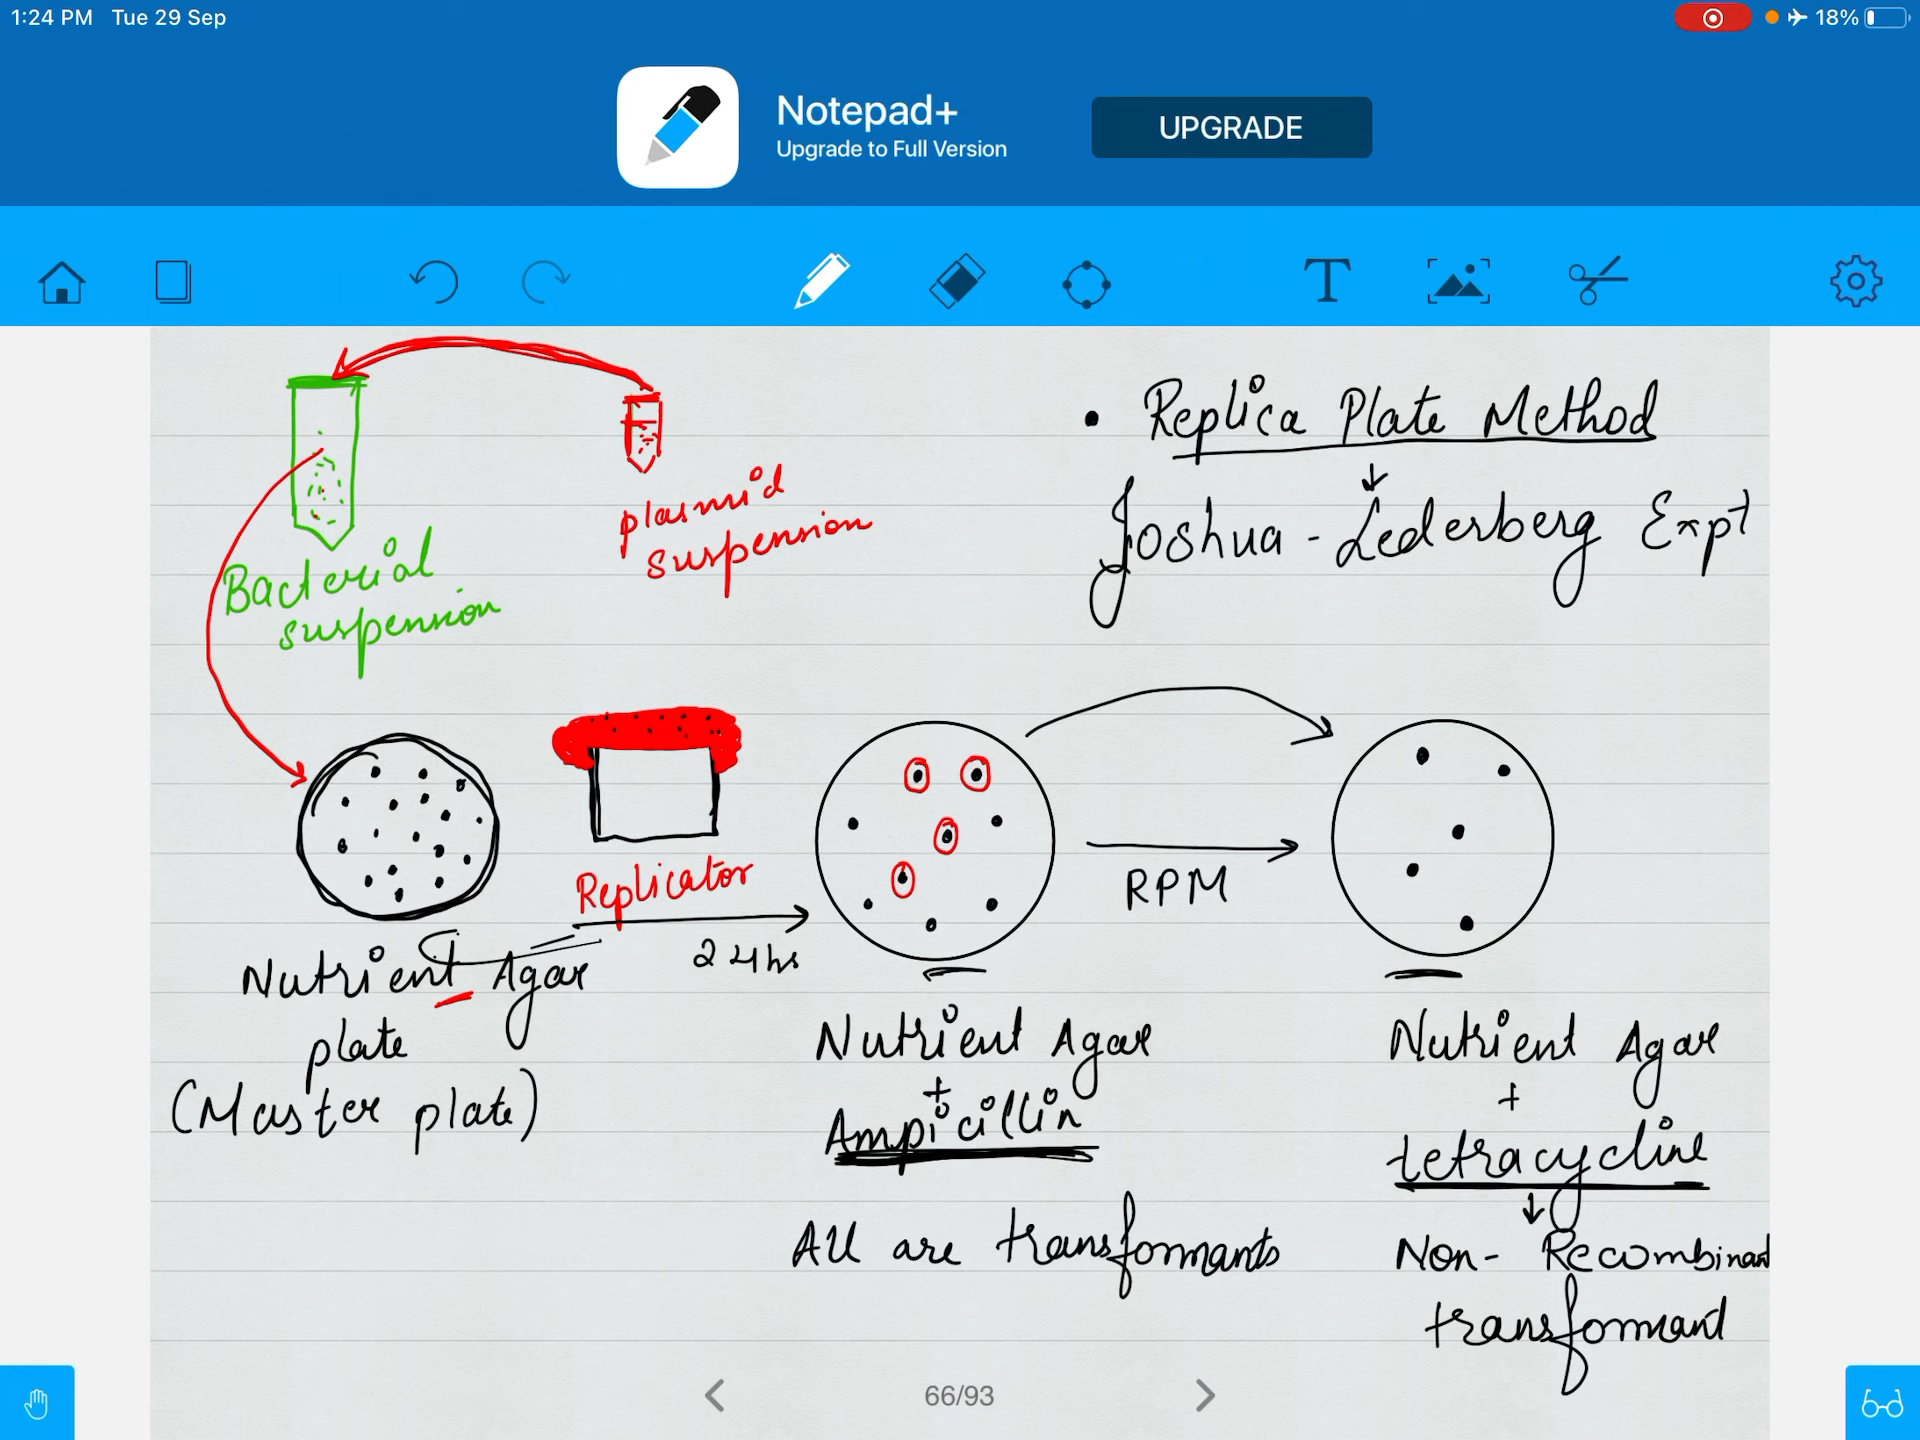 1:24 PM Tue 29 Sep
18%
Notepad+
Upgrade to Full Version
UPGRADE
T
• Replica Plate Method
Joshua - Lederberg Expt
plasmid
suspension
Bacterial
suspension
Replicator
24hs
RPM
Nutrient Agar
plate
(Master plate)
Nutrient Agar
+
Ampicillin
All are transformants
Nutrient Agar
+
tetracycline
Non- Recombinant
transformant
66/93